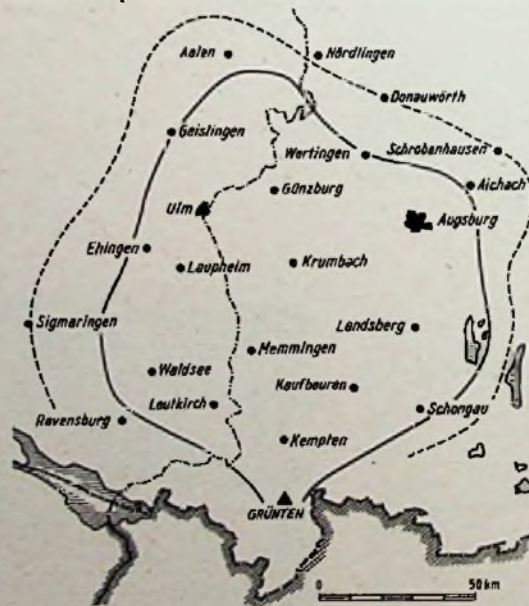 Aalen
Nördlingen
Donauwörth
Geislingen
Wertingen
Schrobenhausen
Aichach
Günzburg
Ulm
Augsburg
Ehingen
Laupheim
Krumbach
Sigmaringen
Landsberg
Memmingen
Waldsee
Kaufbeuren
Leutkirch
Schongau
Ravensburg
Kempten
GRÜNTEN
0 50 km